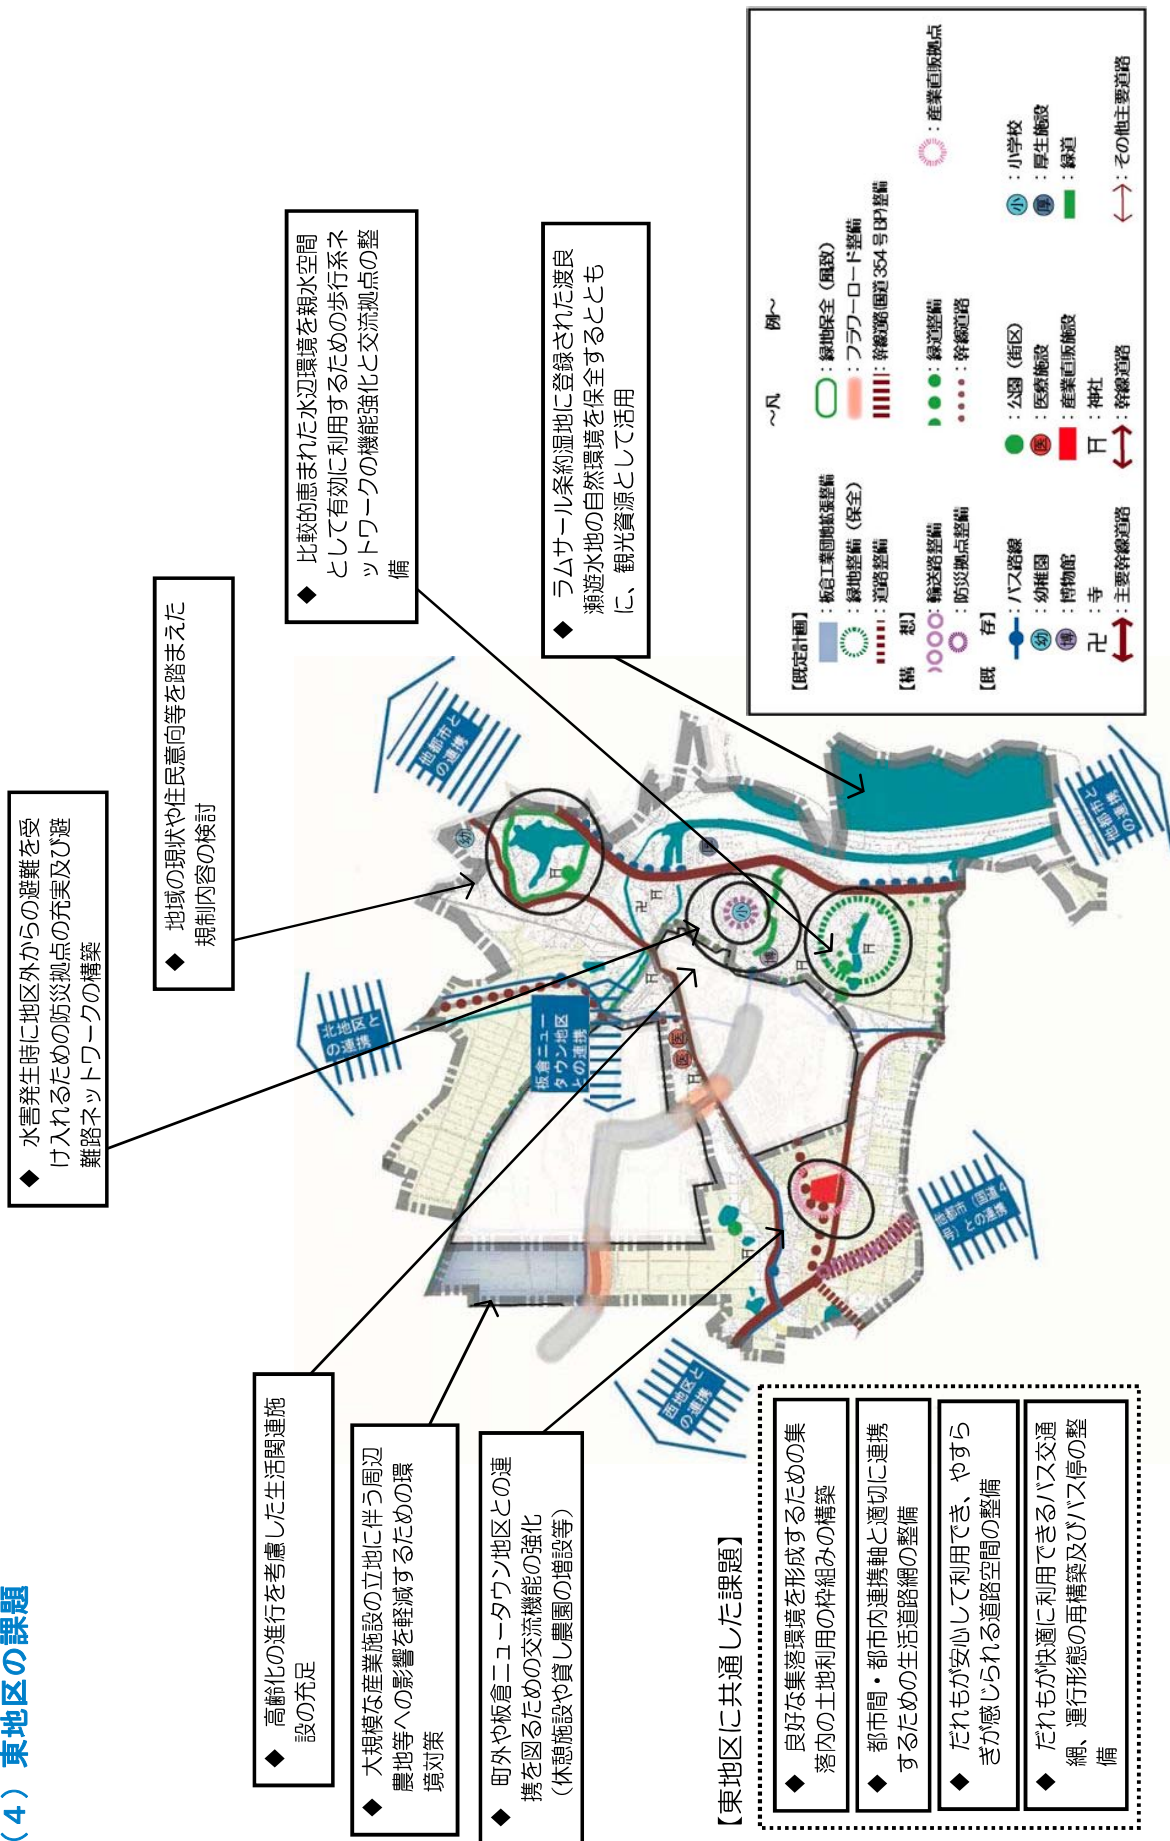 （４）東地区の課題
◆ 水害発生時に地区外からの避難を受
け入れるための防災拠点の充実及び避
難路ネットワークの構築
◆ 地域の現状や住民意向等を踏まえた
規制内容の検討
◆ 比較的恵まれた水辺環境を親水空間
として有効に利用するための歩行系ネ
ットワークの機能強化と交流拠点の整
備
◆ ラムサール条約湿地に登録された渡良
瀬遊水地の自然環境を保全するととも
に、観光資源として活用
◆ 高齢化の進行を考慮した生活関連施
設の充足
◆ 大規模な産業施設の立地に伴う周辺
農地等への影響を軽減するための環
境対策
◆ 町外や板倉ニュータウン地区との連
携を図るための交流機能の強化
（休憩施設や貸し農園の増設等）
北地区と
の連携
他都市と
の連携
板倉ニュー
タウン地区
との連携
西地区と
の連携
他都市（国道４
号）との連携
他都市と
の連携
幼
卍
小
博
厚
医
医
【東地区に共通した課題】
◆ 良好な集落環境を形成するための集
落内の土地利用の枠組みの構築
◆ 都市間・都市内連携軸と適切に連携
するための生活道路網の整備
◆ だれもが安心して利用でき、やすら
ぎが感じられる道路空間の整備
◆ だれもが快適に利用できるバス交通
網、運行形態の再構築及びバス停の整
備
～凡 例～
【既定計画】
：板倉工業団地拡張整備
：緑地保全（風致）
：緑地整備（保全）
：フラワーロード整備
：道路整備
：幹線道路(国道354号BP)整備
【構 想】
：輸送路整備
：緑道整備
：産業直販拠点
：防災拠点整備
：幹線道路
【既 存】
：バス路線
：公園（街区）
小：小学校
幼：幼稚園
医：医療施設
厚：厚生施設
博：博物館
：産業直販施設
：緑道
卍：寺
：神社
：主要幹線道路
：幹線道路
：その他主要道路